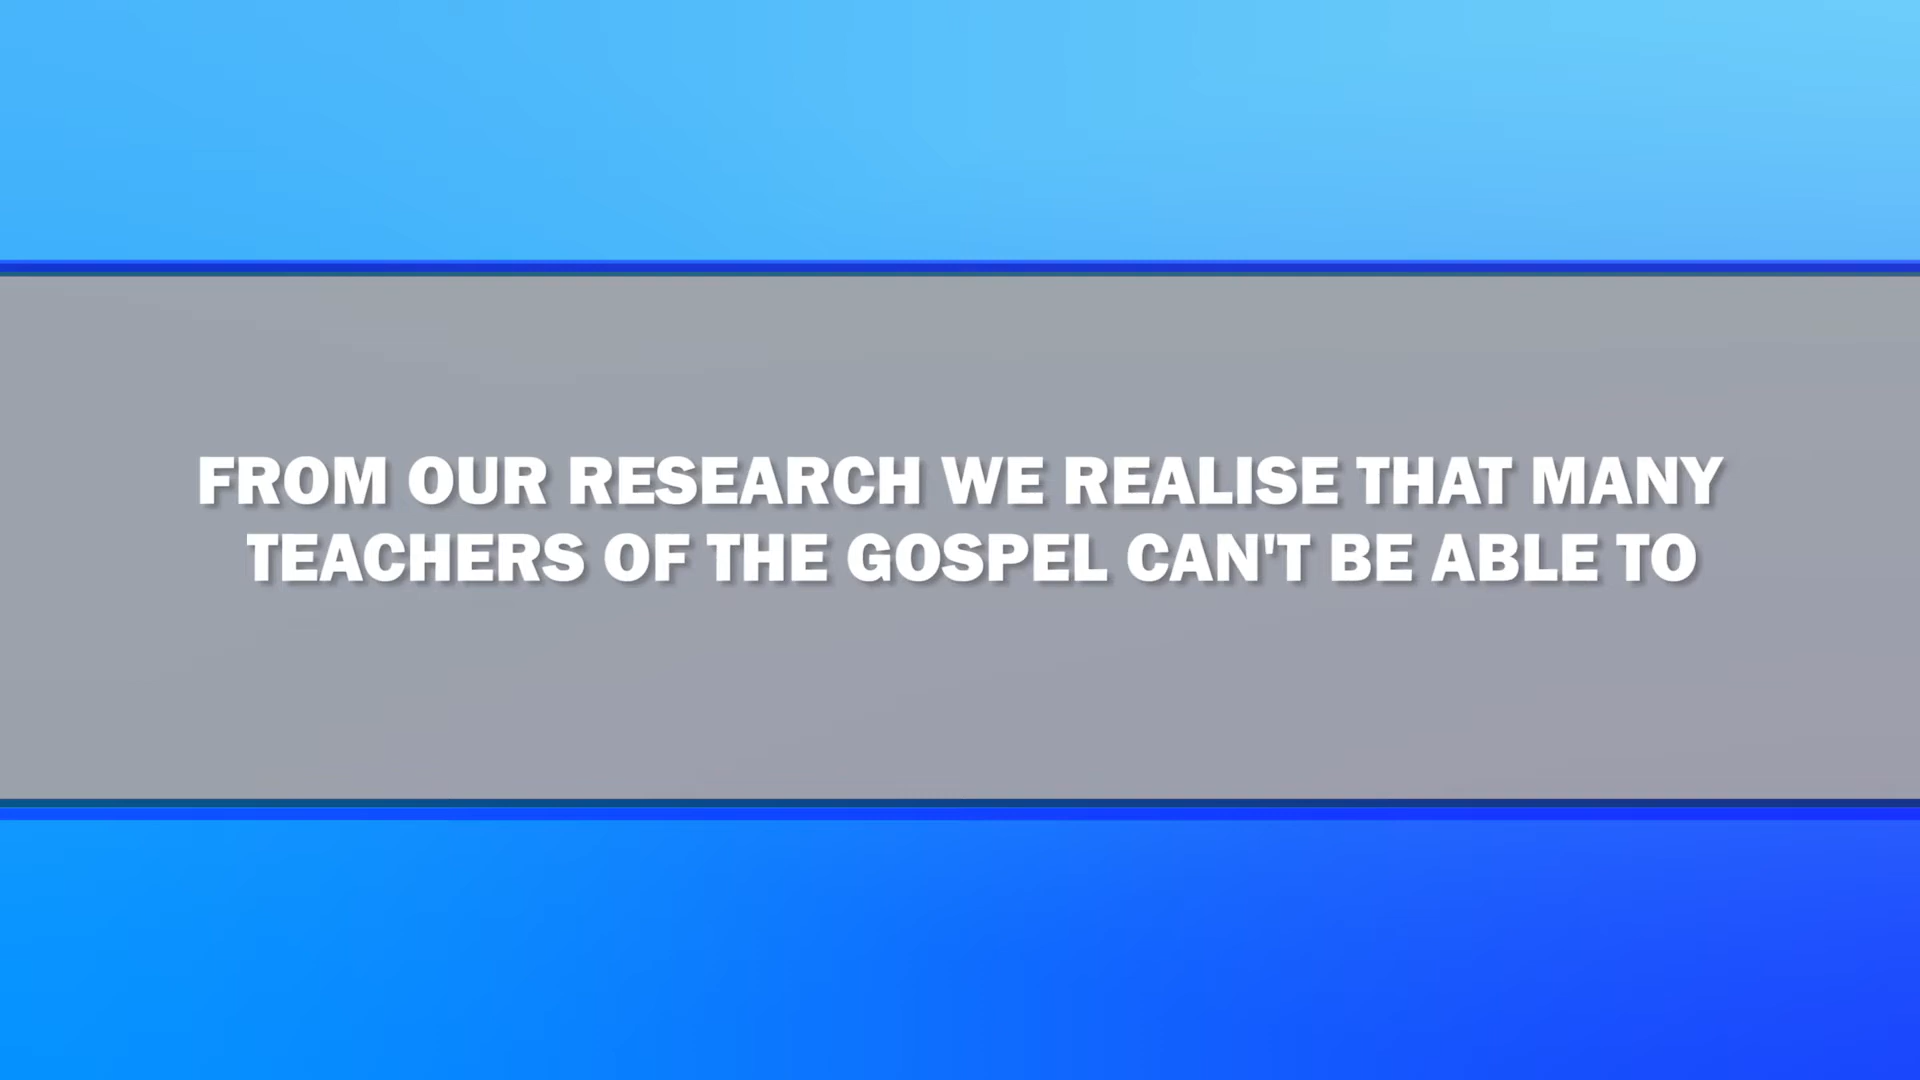 FROM OUR RESEARCH WE REALISE THAT MANY
TEACHERS OF THE GOSPEL CAN'T BE ABLE TO